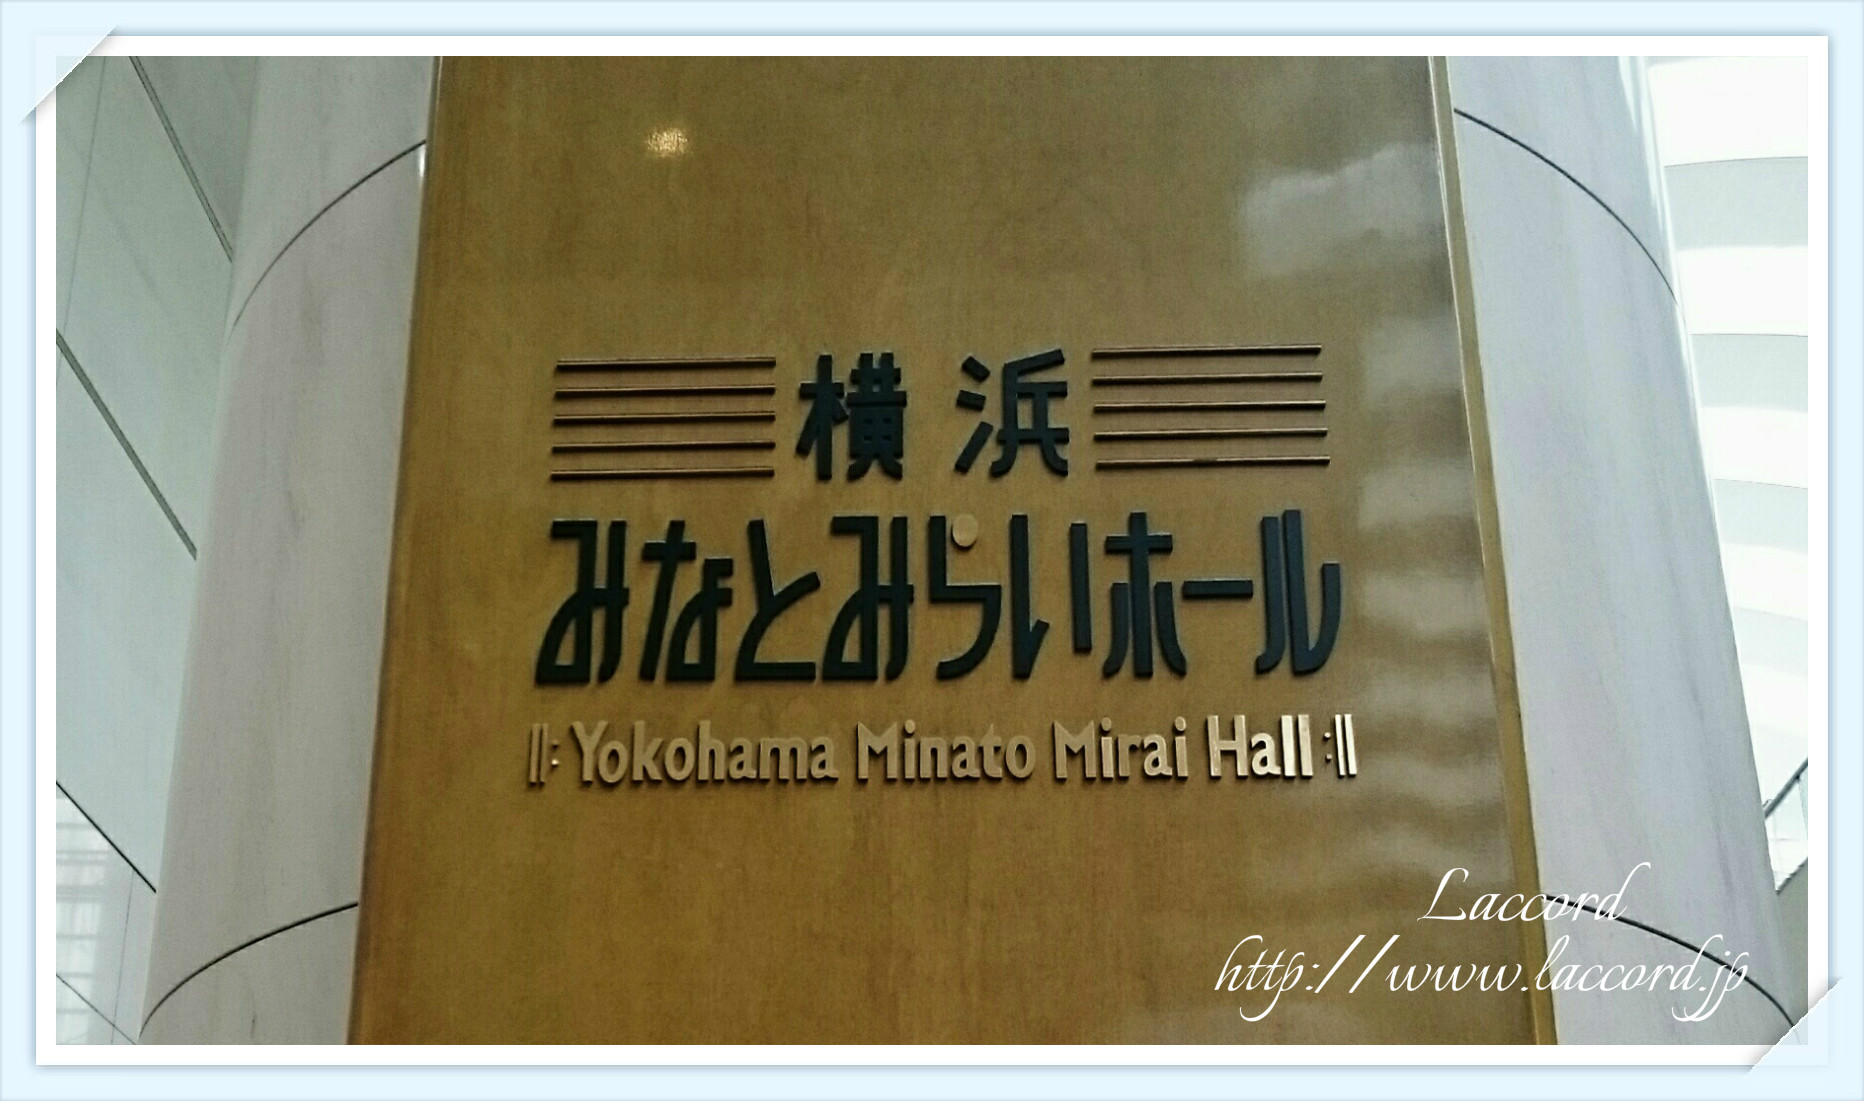 横浜
みなとみらいホール
Yokohama Minato Mirai Hall
Laccord
http://www.laccord.jp